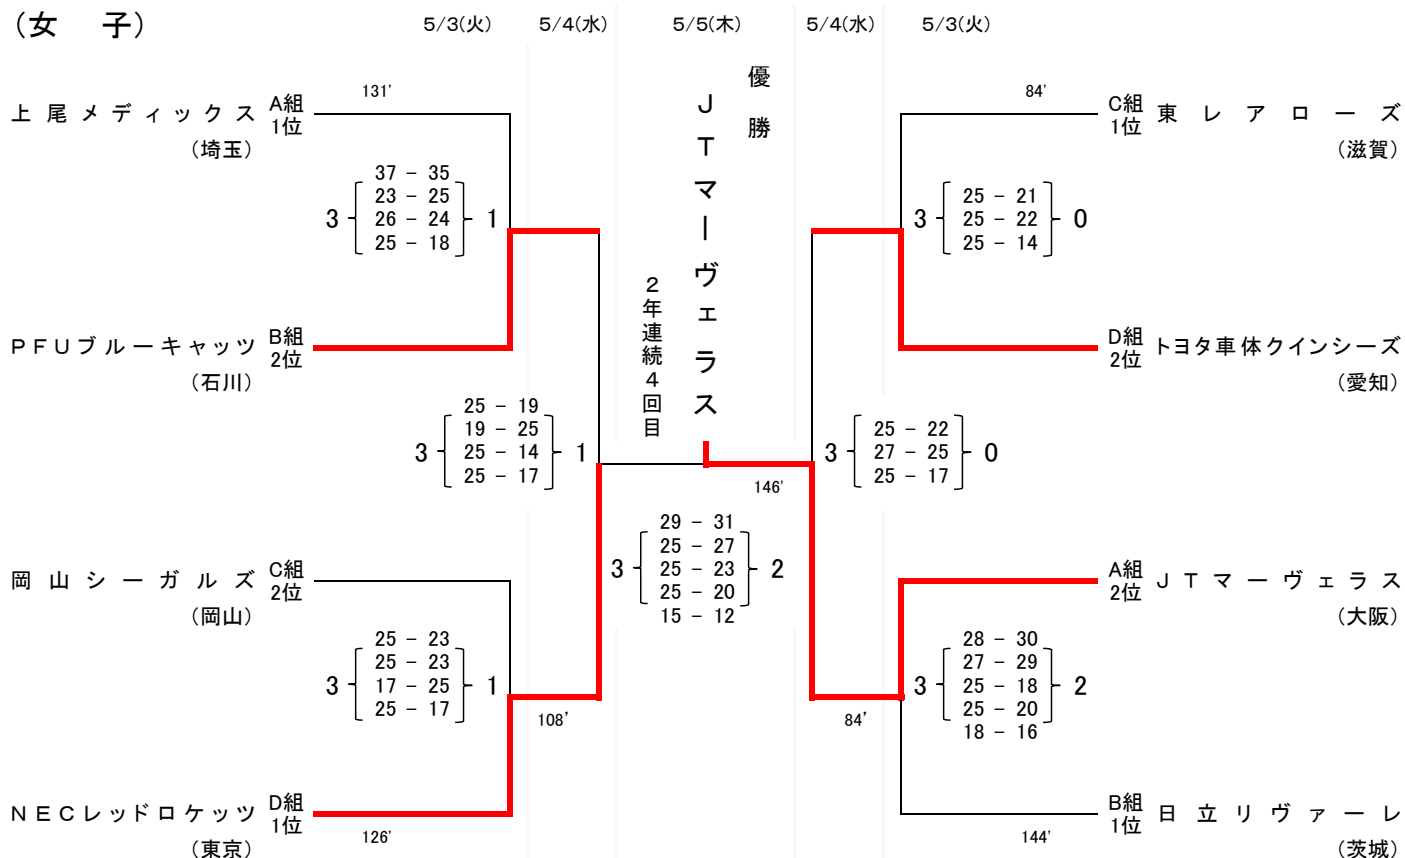 （女　子）
5/3(火)
5/4(水)
5/5(木)
5/4(水)
5/3(火)
優勝
ＪＴマーヴェラス
２年連続４回目
上尾メディックス
（埼玉）
A組
1位
131'
37 − 35
23 − 25
26 − 24
25 − 18
3
1
ＰＦＵブルーキャッツ
（石川）
B組
2位
25 − 19
19 − 25
25 − 14
25 − 17
3
1
岡山シーガルズ
（岡山）
C組
2位
25 − 23
25 − 23
17 − 25
25 − 17
3
1
108'
ＮＥＣレッドロケッツ
（東京）
D組
1位
126'
146'
29 − 31
25 − 27
25 − 23
25 − 20
15 − 12
3
2
84'
C組
1位
東レアローズ
（滋賀）
25 − 21
25 − 22
25 − 14
3
0
D組
2位
トヨタ車体クインシーズ
（愛知）
25 − 22
27 − 25
25 − 17
3
0
A組
2位
ＪＴマーヴェラス
（大阪）
28 − 30
27 − 29
25 − 18
25 − 20
18 − 16
3
2
84'
B組
1位
日立リヴァーレ
（茨城）
144'